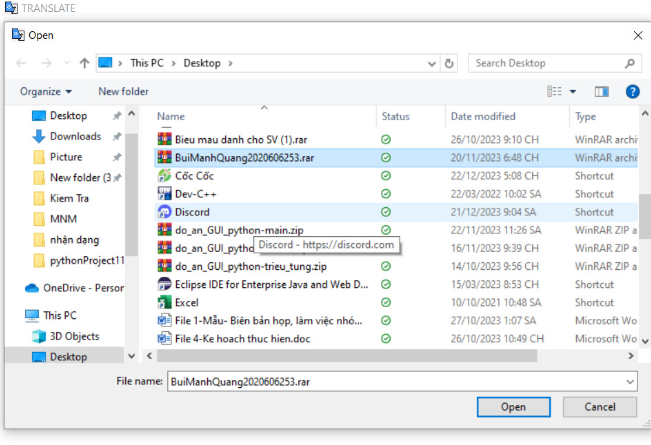 TRANSLATE
Open
This PC > Desktop >
Search Desktop
Organize
New folder
Desktop
Downloads
Picture
New folder (3
Kiem Tra
MNM
nhận dạng
pythonProject11
OneDrive - Person
This PC
3D Objects
Desktop
Name Status Date modified Type
Bieu mau danh cho SV (1).rar 26/10/2023 9:10 CH WinRAR archi
BuiManhQuang2020606253.rar 20/11/2023 6:48 CH WinRAR archi
Cốc Cốc 22/12/2023 5:08 CH Shortcut
Dev-C++ 22/03/2022 10:02 SA Shortcut
Discord 21/12/2023 9:04 SA Shortcut
do_an_GUI_python-main.zip 22/11/2023 11:26 SA WinRAR ZIP a
do_an_GUI_pytho 16/11/2023 9:39 CH WinRAR ZIP a
Discord - https://discord.com
do_an_GUI_python-trieu_tung.zip 14/10/2023 9:56 CH WinRAR ZIP a
Eclipse IDE for Enterprise Java and Web D... 15/03/2023 8:53 CH Shortcut
Excel 10/10/2021 10:48 SA Shortcut
File 1-Mẫu- Biên bản họp, làm việc nhó... 27/10/2023 1:07 SA Microsoft Wo
File 4-Ke hoach thuc hien.doc 26/10/2023 10:49 CH Microsoft Wo
File name: BuiManhQuang2020606253.rar
Open
Cancel